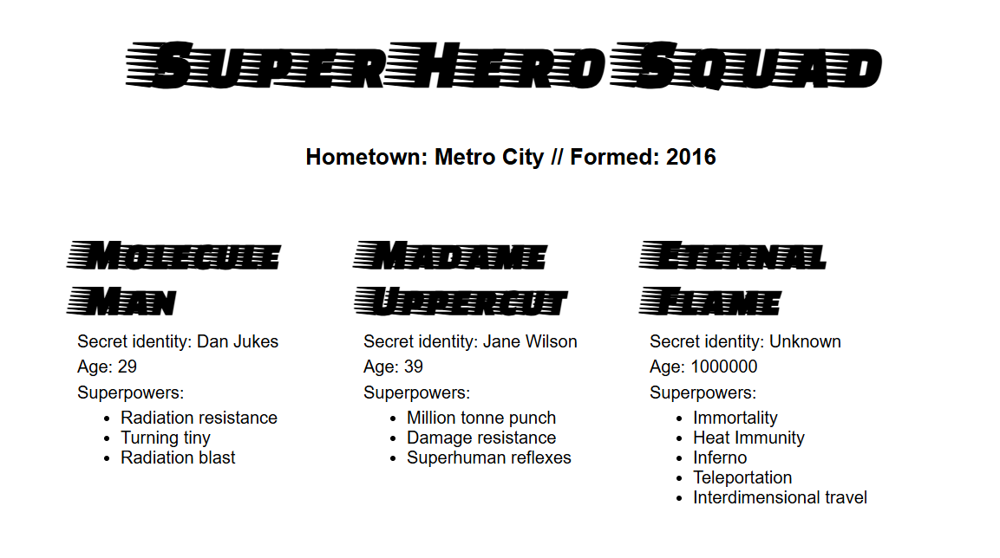 Super Hero Squad
Hometown: Metro City // Formed: 2016
Molecule
Man
Secret identity: Dan Jukes
Age: 29
Superpowers:
Radiation resistance
Turning tiny
Radiation blast
Madame
Uppercut
Secret identity: Jane Wilson
Age: 39
Superpowers:
Million tonne punch
Damage resistance
Superhuman reflexes
Eternal
Flame
Secret identity: Unknown
Age: 1000000
Superpowers:
Immortality
Heat Immunity
Inferno
Teleportation
Interdimensional travel